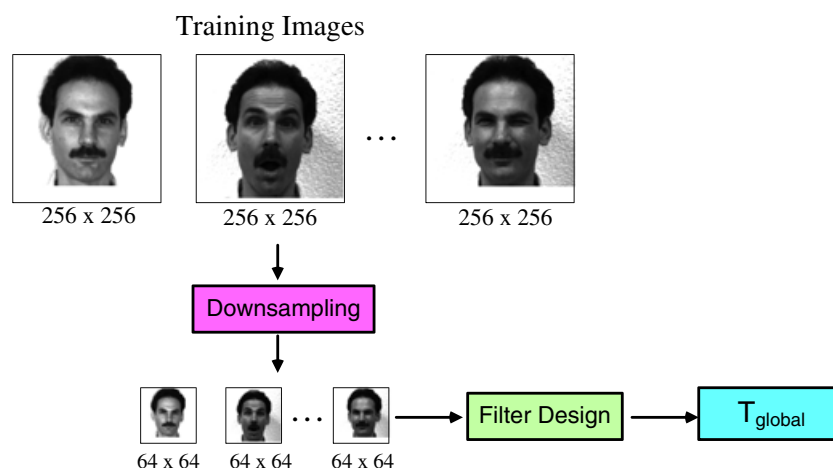 Training Images
...
256 x 256
256 x 256
256 x 256
Downsampling
...
Filter Design
Tglobal
64 x 64
64 x 64
64 x 64